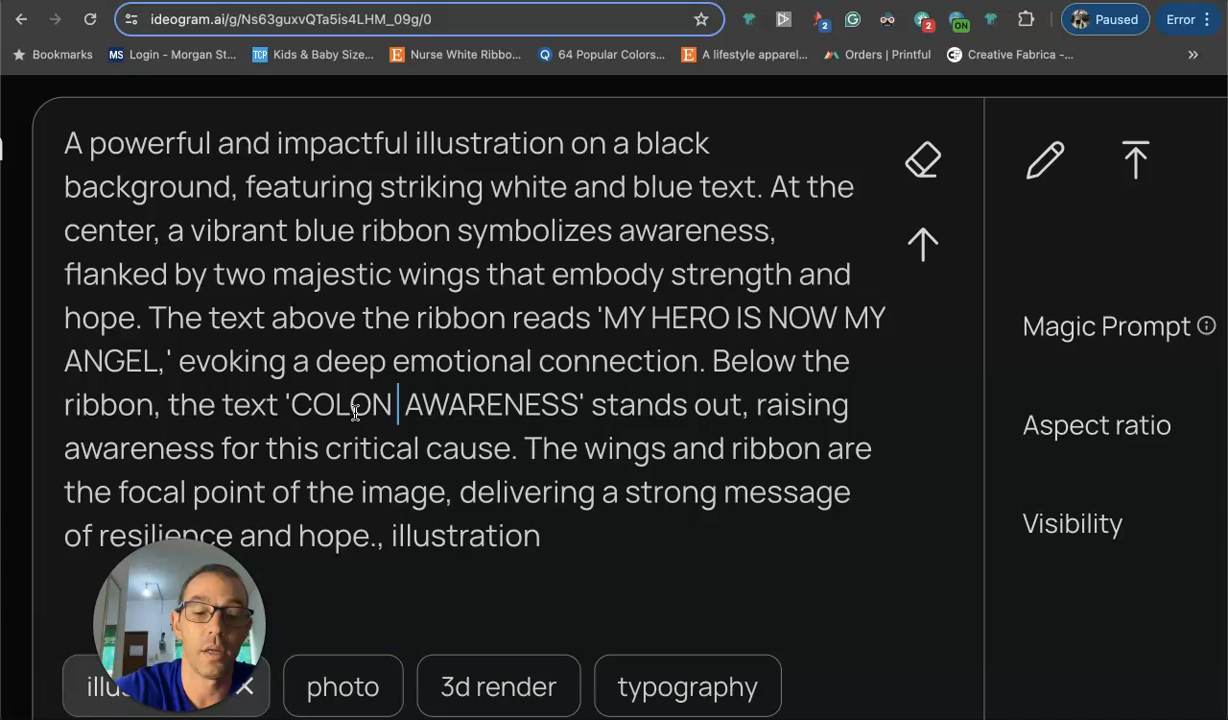 ideogram.ai/g/Ns63guxvQTa5is4LHM_09g/0
2
2
ON
Paused
Error
Bookmarks
MS Login - Morgan St...
TCP Kids & Baby Size...
E Nurse White Ribbo...
Q 64 Popular Colors...
E A lifestyle apparel...
Orders | Printful
Creative Fabrica -...
»
A powerful and impactful illustration on a black
background, featuring striking white and blue text. At the
center, a vibrant blue ribbon symbolizes awareness,
flanked by two majestic wings that embody strength and
hope. The text above the ribbon reads 'MY HERO IS NOW MY
ANGEL,' evoking a deep emotional connection. Below the
ribbon, the text 'COLON AWARENESS' stands out, raising
awareness for this critical cause. The wings and ribbon are
the focal point of the image, delivering a strong message
of resilience and hope., illustration
Magic Prompt
Aspect ratio
Visibility
photo
3d render
typography